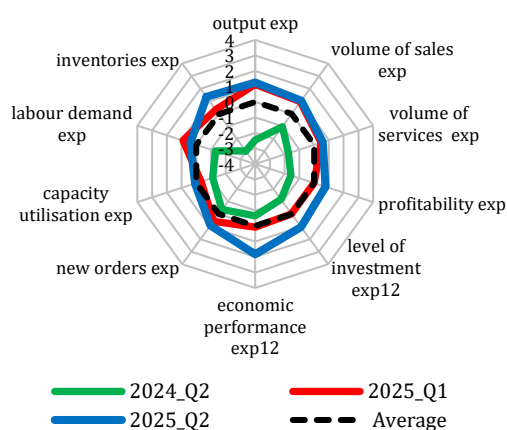 output exp
volume of sales
exp
volume of
services  exp
profitability exp
level of
investment
exp12
economic
performance
exp12
new orders exp
capacity
utilisation exp
labour demand
exp
inventories exp
4
3
2
1
0
-1
-2
-3
-4
2024_Q2
2025_Q1
2025_Q2
Average